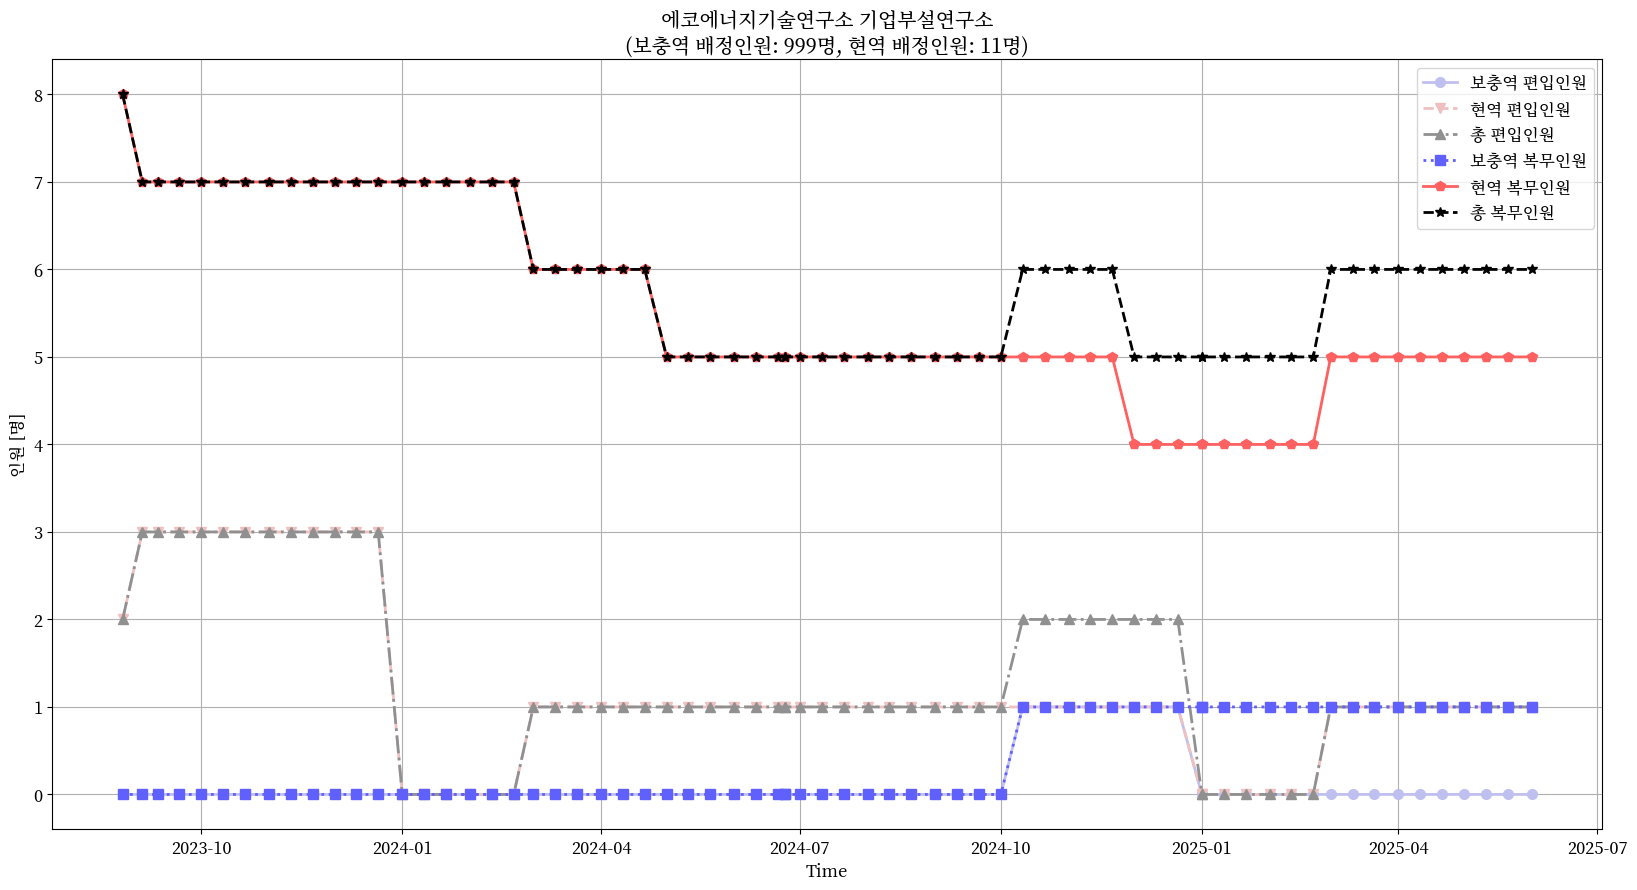 에코에너지기술연구소 기업부설연구소
(보충역 배정인원: 999명, 현역 배정인원: 11명)
보충역 편입인원
현역 편입인원
총 편입인원
보충역 복무인원
현역 복무인원
총 복무인원
인원 [명]
8
7
6
5
4
3
2
1
0
2023-10
2024-01
2024-04
2024-07
2024-10
2025-01
2025-04
2025-07
Time